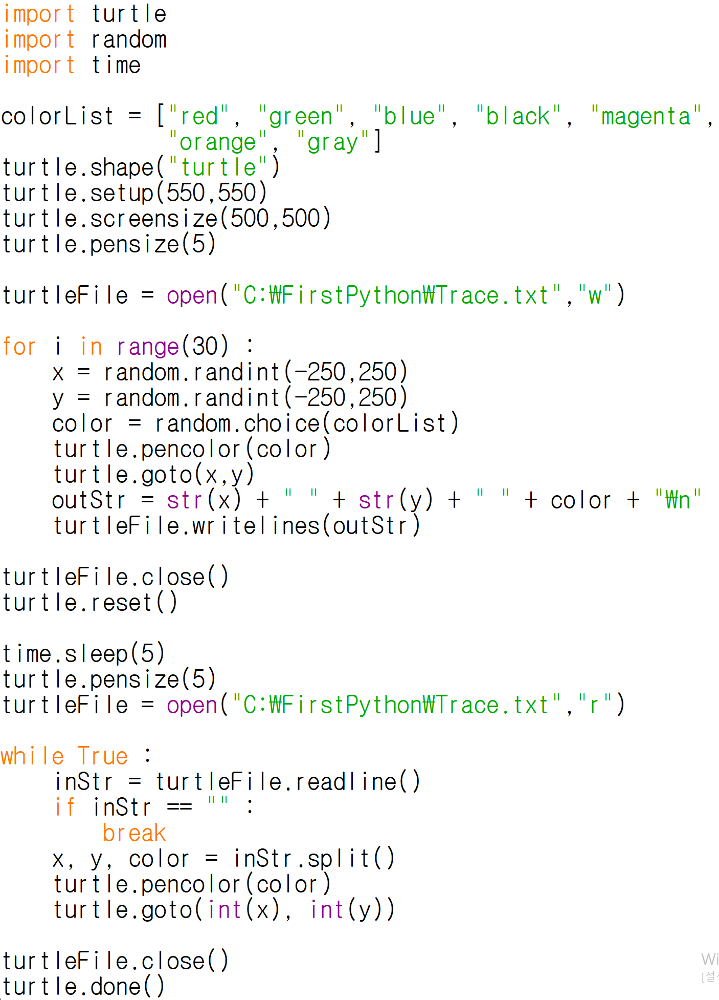 import turtle
import random
import time
colorList = ["red", "green", "blue", "black", "magenta",
"orange", "gray"]
turtle.shape("turtle")
turtle.setup(550,550)
turtle.screensize(500,500)
turtle.pensize(5)
turtleFile = open("C:₩FirstPython₩Trace.txt","w")
for i in range(30) :
x = random.randint(-250,250)
y = random.randint(-250,250)
color = random.choice(colorList)
turtle.pencolor(color)
turtle.goto(x,y)
outStr = str(x) + " " + str(y) + " " + color + "₩n"
turtleFile.writelines(outStr)
turtleFile.close()
turtle.reset()
time.sleep(5)
turtle.pensize(5)
turtleFile = open("C:₩FirstPython₩Trace.txt","r")
while True :
inStr = turtleFile.readline()
if inStr == "" :
break
x, y, color = inStr.split()
turtle.pencolor(color)
turtle.goto(int(x), int(y))
turtleFile.close()
turtle.done()